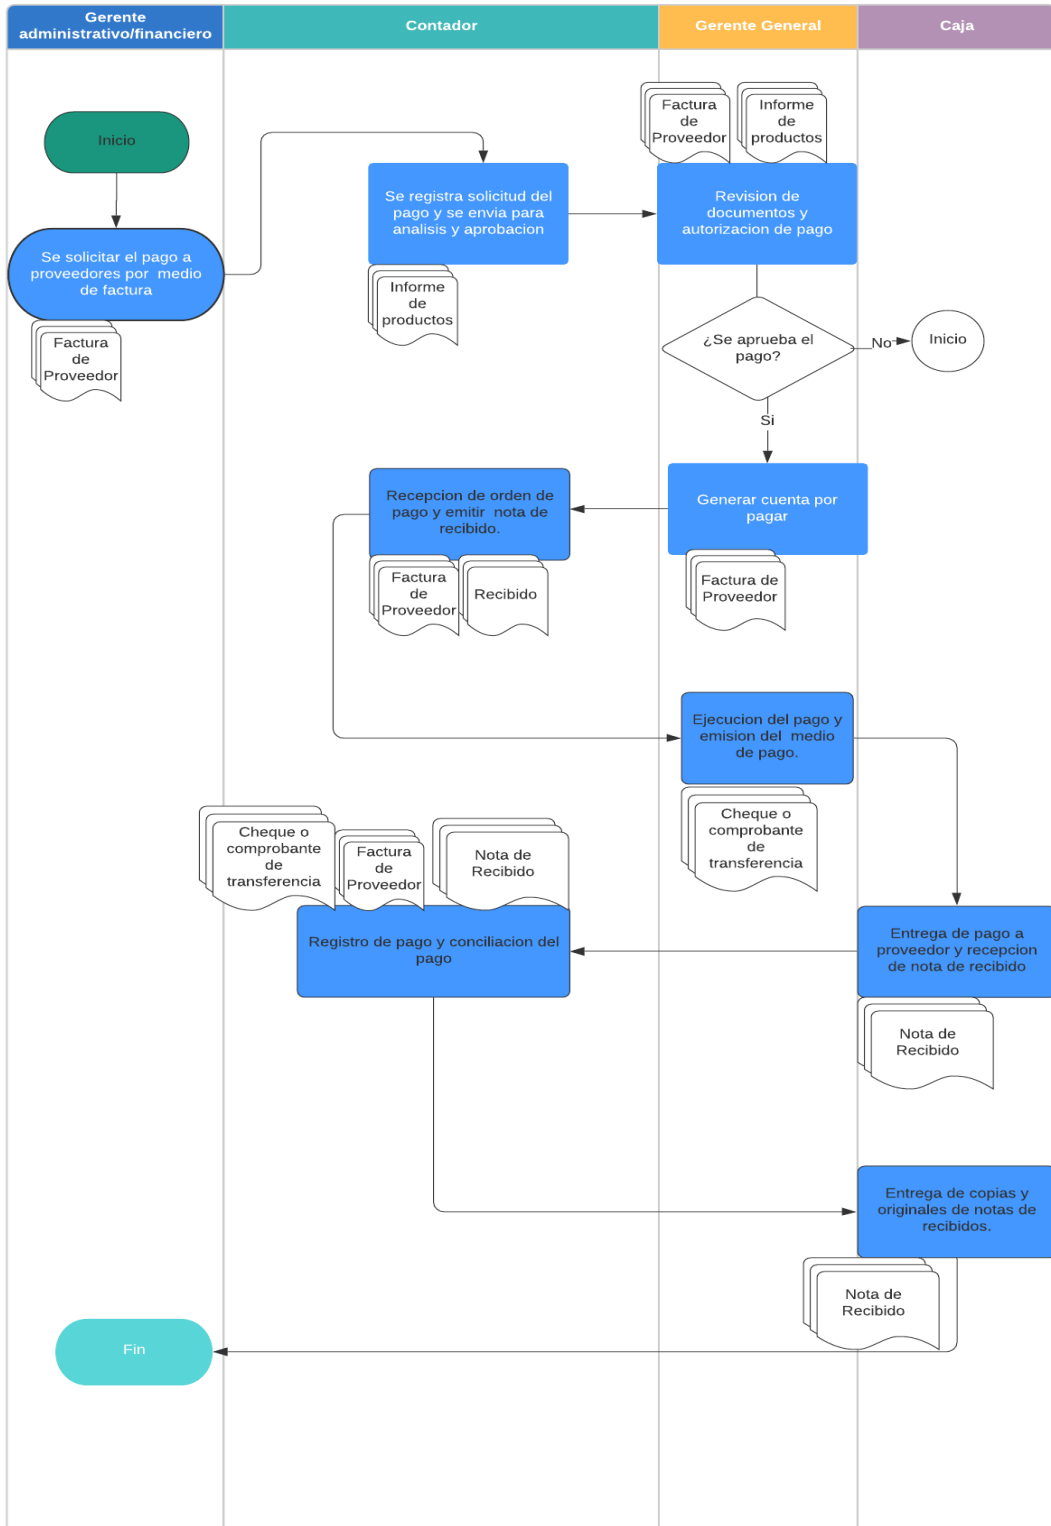 Gerente
administrativo/financiero
Contador
Gerente General
Caja
Inicio
Se solicitar el pago a
proveedores por medio
de factura
Factura
de
Proveedor
Se registra solicitud del
pago y se envia para
analisis y aprobacion
Informe
de
productos
Factura
de
Proveedor
Informe
de
productos
Revision de
documentos y
autorizacion de pago
¿Se aprueba el
pago?
No
Inicio
Si
Generar cuenta por
pagar
Factura de
Proveedor
Recepcion de orden de
pago y emitir nota de
recibido.
Factura
de
Proveedor
Recibido
Ejecucion del pago y
emision del medio
de pago.
Cheque o
comprobante
de
transferencia
Entrega de pago a
proveedor y recepcion
de nota de recibido
Nota de
Recibido
Cheque o
comprobante
de
transferencia
Factura
de
Proveedor
Nota de
Recibido
Registro de pago y conciliacion del
pago
Entrega de copias y
originales de notas de
recibidos.
Nota de
Recibido
Fin